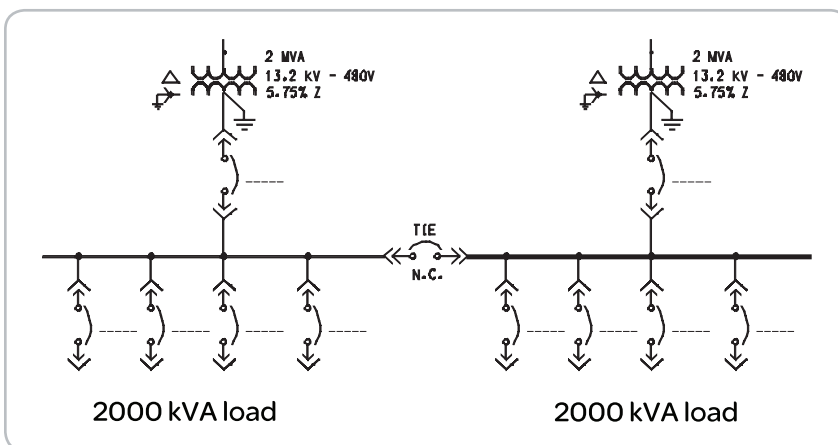 2 MVA
13.2 kV - 480V
5.75% Z
2 MVA
13.2 kV - 480V
5.75% Z
TIE
N.C.
2000 kVA load
2000 kVA load